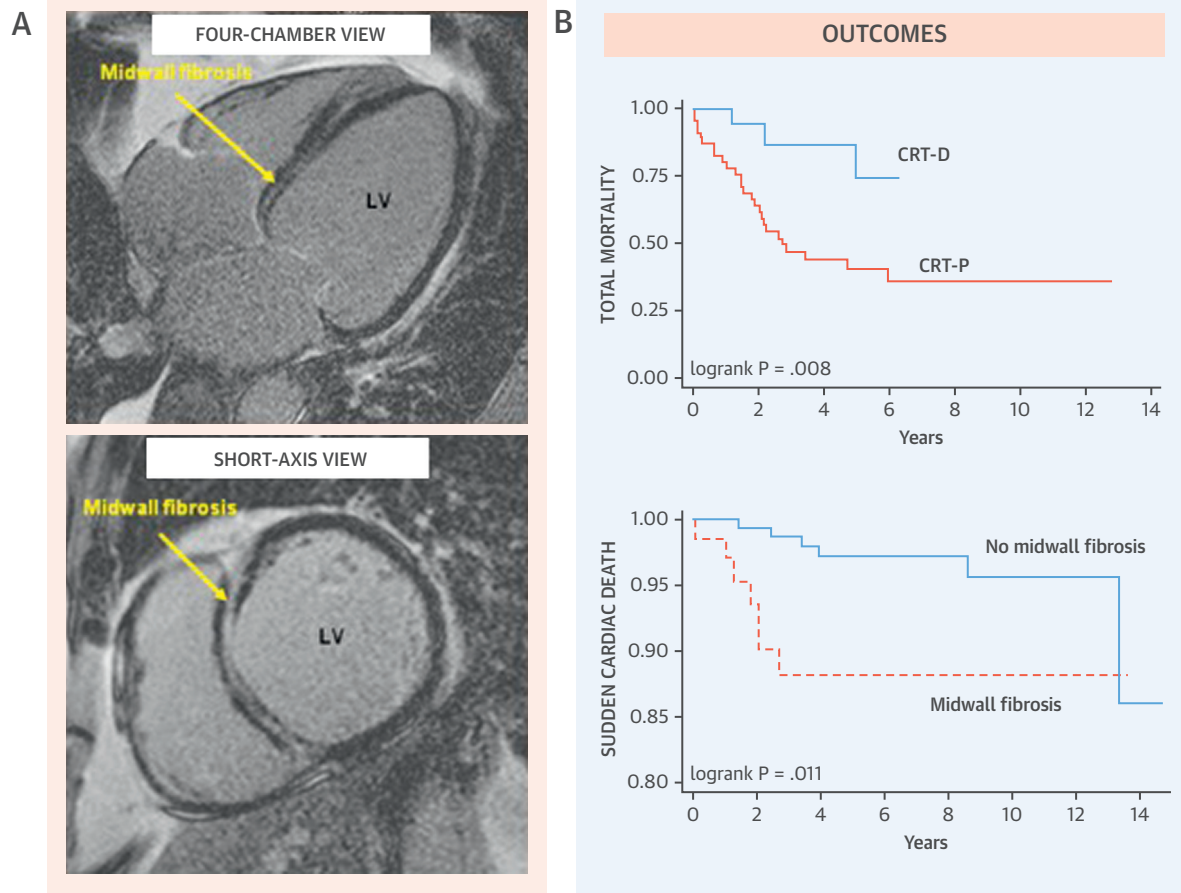 A
FOUR-CHAMBER VIEW
Midwall fibrosis
LV
SHORT-AXIS VIEW
Midwall fibrosis
LV
B
OUTCOMES
TOTAL MORTALITY
1.00
0.75
0.50
0.25
0.00
CRT-D
CRT-P
logrank P = .008
0 2 4 6 8 10 12 14
Years
SUDDEN CARDIAC DEATH
1.00
0.95
0.90
0.85
0.80
No midwall fibrosis
Midwall fibrosis
logrank P = .011
0 2 4 6 8 10 12 14
Years